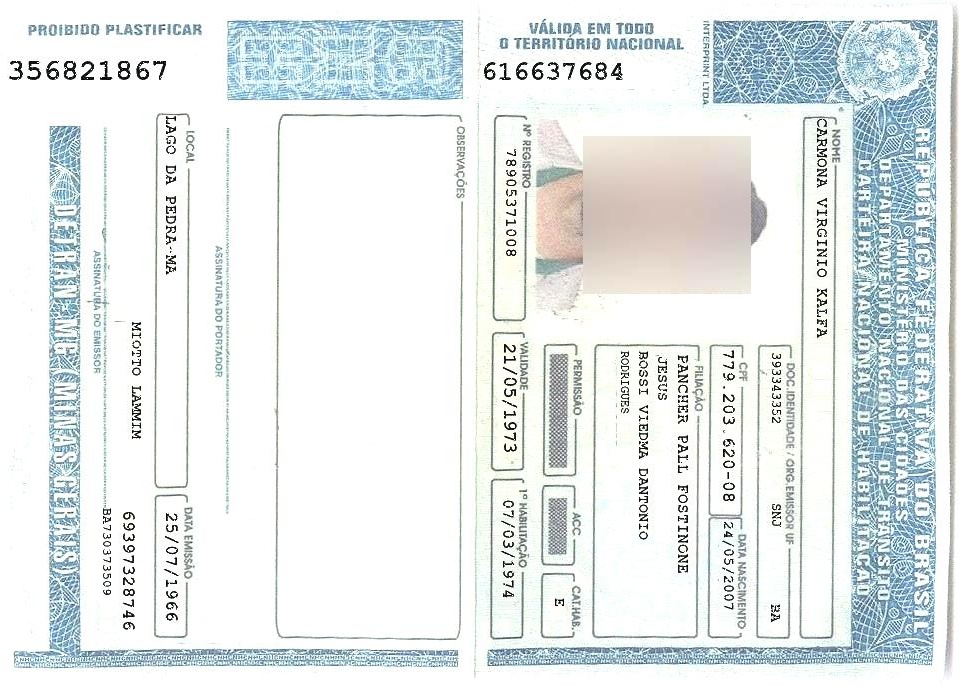 PROIBIDO PLASTIFICAR
356821867
VÁLIDA EM TODO
O TERRITÓRIO NACIONAL
616637684
INTERPRINT LTDA.
REPÚBLICA FEDERATIVA DO BRASIL
MINISTÉRIO DAS CIDADES
DEPARTAMENTO NACIONAL DE TRÂNSITO
CARTEIRA NACIONAL DE HABILITAÇÃO
NOME
CARMONA VIRGINIO KALFA
DOC. IDENTIDADE / ORG. EMISSOR UF
393343352 SNJ BA
CPF
779.203.620-08
DATA NASCIMENTO
24/05/2007
FILIAÇÃO
PANCHER PALL FOSTINONE
JESUS
BOSSI VIEDMA DANTONIO
RODRIGUES
PERMISSÃO
ACC
CAT.HAB.
E
Nº REGISTRO
78905371008
VALIDADE
21/05/1973
1ª HABILITAÇÃO
07/03/1974
OBSERVAÇÕES
ASSINATURA DO PORTADOR
LOCAL
LAGO DA PEDRA-MA
DATA EMISSÃO
25/07/1966
MIOTTO LAMMIM
69397328746
BA730373509
ASSINATURA DO EMISSOR
DETRAN-MG (MINAS GERAIS)